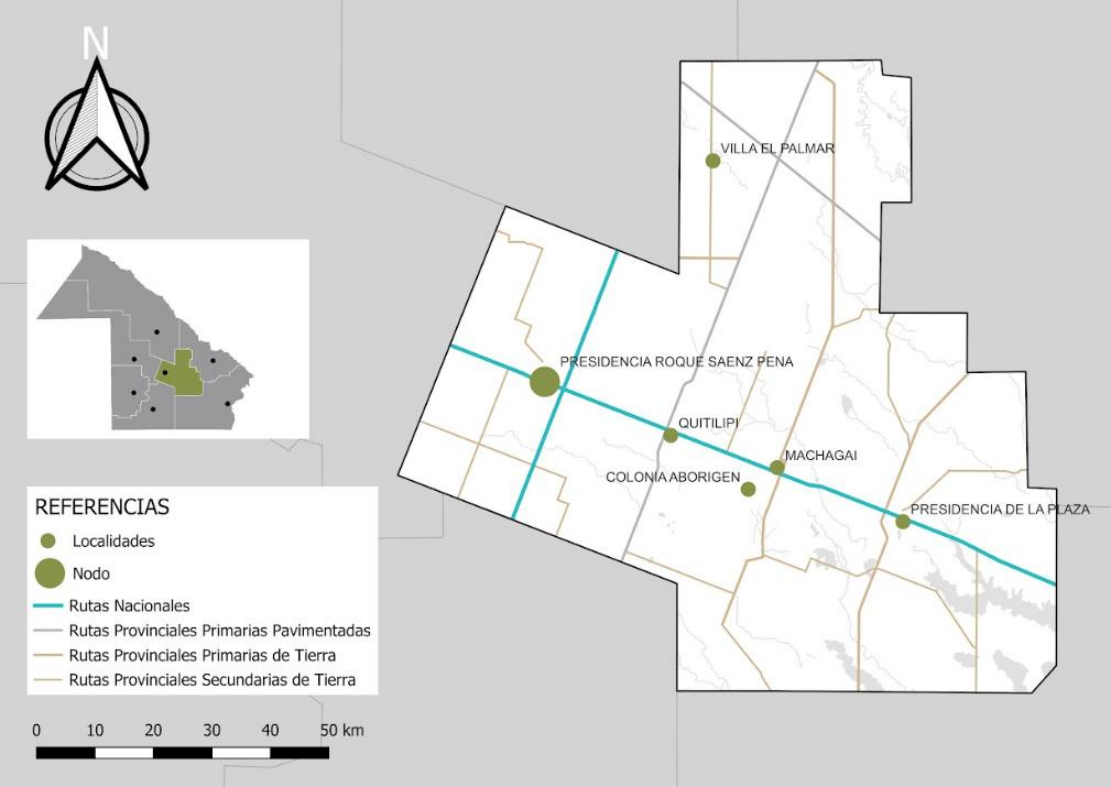 N
VILLA EL PALMAR
PRESIDENCIA ROQUE SAENZ PENA
QUITILIPI
MACHAGAI
COLONIA ABORIGEN
PRESIDENCIA DE LA PLAZA
REFERENCIAS
Localidades
Nodo
Rutas Nacionales
Rutas Provinciales Primarias Pavimentadas
Rutas Provinciales Primarias de Tierra
Rutas Provinciales Secundarias de Tierra
0 10 20 30 40 50 km